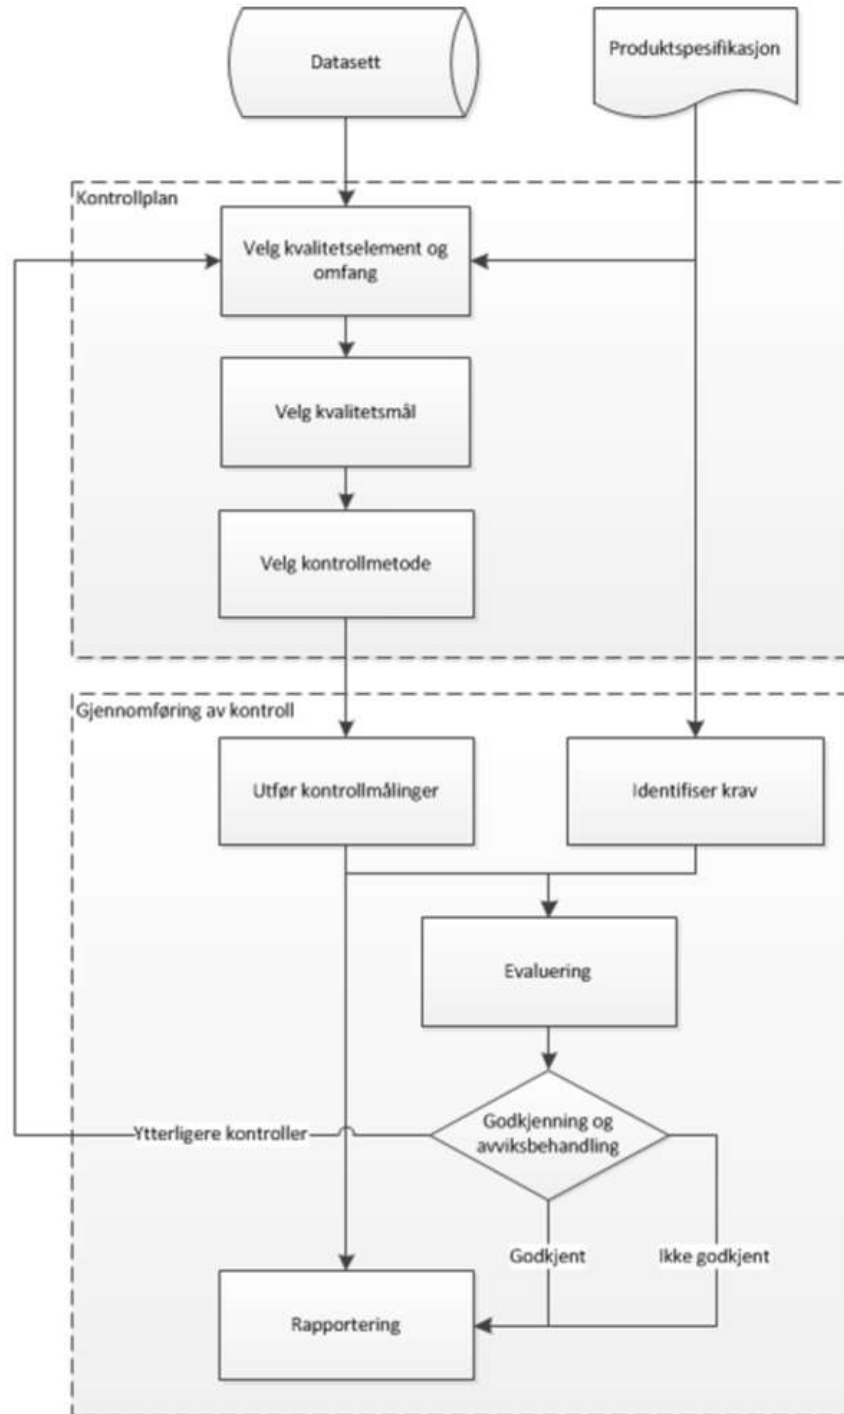 Datasett
Produktspesifikasjon
Kontrollplan
Velg kvalitetselement og
omfang
Velg kvalitetsmål
Velg kontrollmetode
Gjennomføring av kontroll
Utfør kontrollmålinger
Identifiser krav
Evaluering
Godkjenning og
avviksbehandling
Ytterligere kontroller
Godkjent
Ikke godkjent
Rapportering